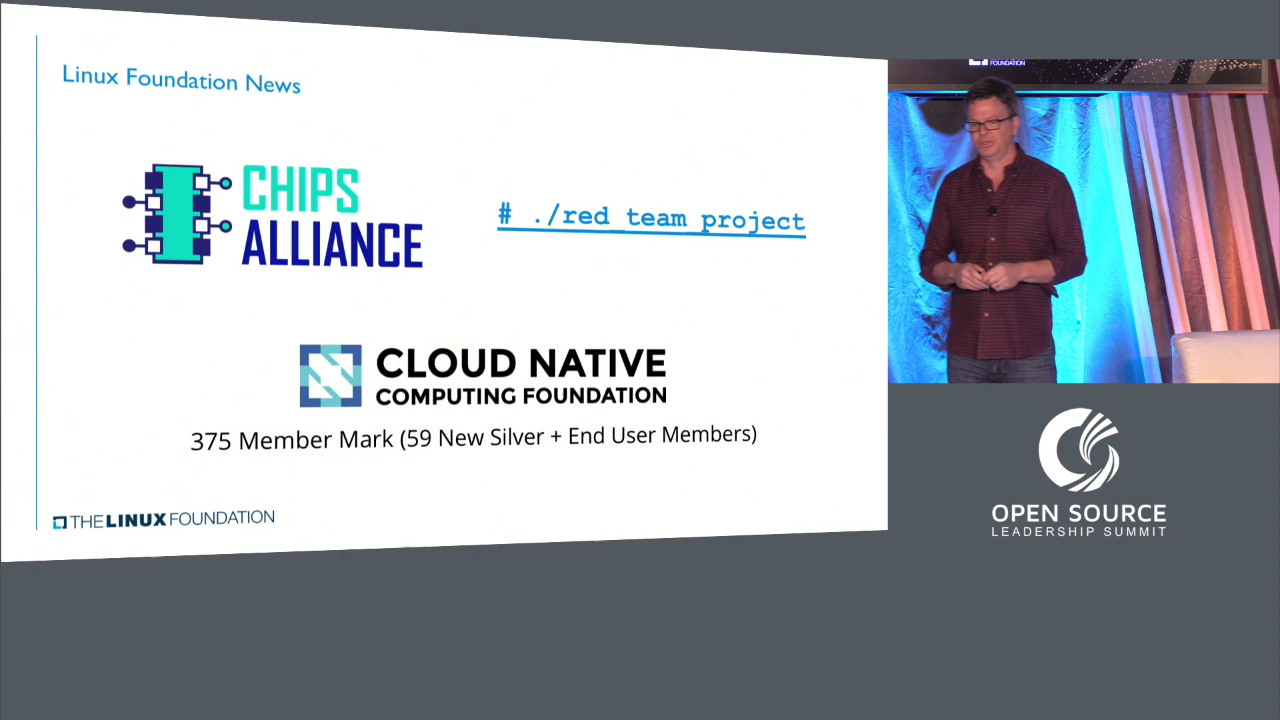 Linux Foundation News
CHIPS
ALLIANCE
# ./red team project
CLOUD NATIVE
COMPUTING FOUNDATION
375 Member Mark (59 New Silver + End User Members)
THE LINUX FOUNDATION
FOUNDATION
OPEN SOURCE
LEADERSHIP SUMMIT